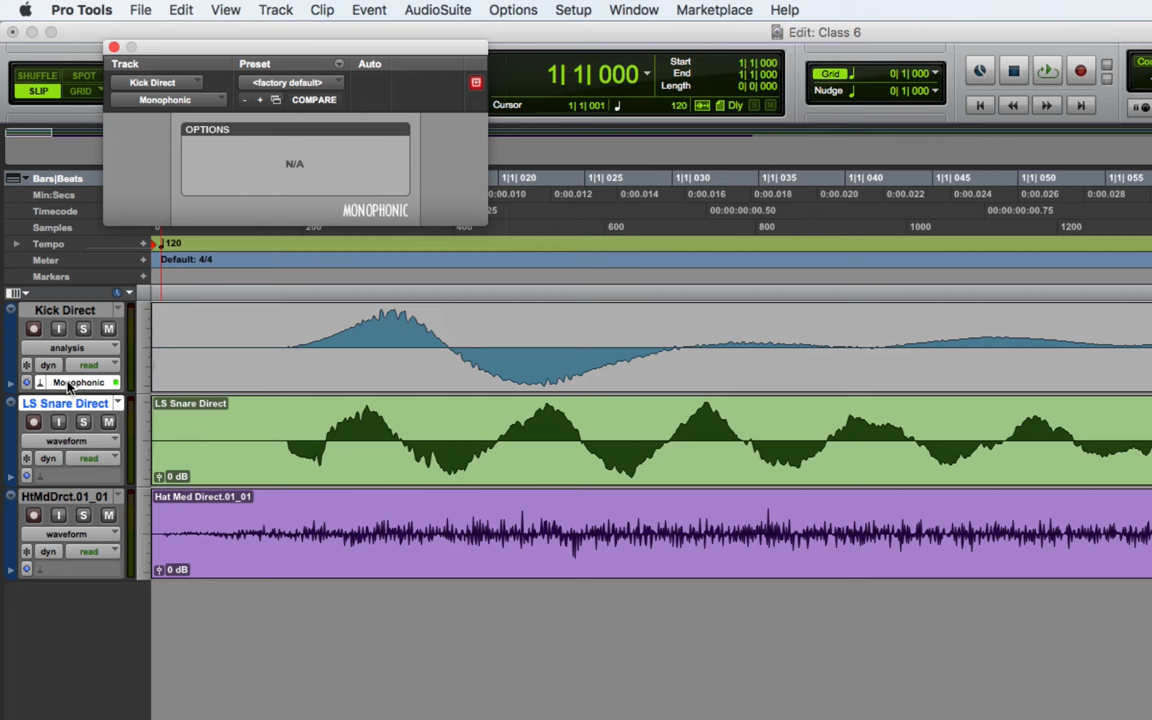 Pro Tools File Edit View Track Clip Event AudioSuite Options Setup Window Marketplace Help
Edit: Class 6
SHUFFLE SPOT
SLIP GRID
Track Preset Auto
Kick Direct <factory default>
Monophonic - + COMPARE
OPTIONS
N/A
MONOPHONIC
1| 1| 000
Start 1| 1| 000
End 1| 1| 000
Length 0| 0| 000
Cursor 1| 1| 001 120 Dly S M
Grid 0| 1| 000
Nudge 0| 1| 000
Bars|Beats 1|1| 020 1|1| 025 1|1| 030 1|1| 035 1|1| 040 1|1| 045 1|1| 050 1|1| 055
Min:Secs 0:00.012 0:00.014 0:00.016 0:00.018 0:00.020 0:00.022 0:00.024 0:00.026 0:00.028
Timecode 00:00:00:00.50 00:00:00:00.75
Samples 0 200 400 600 800 1000 1200
Tempo + 120
Meter + Default: 4/4
Markers +
Kick Direct
I S M
analysis
dyn read
Monophonic
LS Snare Direct LS Snare Direct
I S M
waveform
dyn read
0 dB
HtMdDrct.01_01 Hat Med Direct.01_01
I S M
waveform
dyn read
0 dB